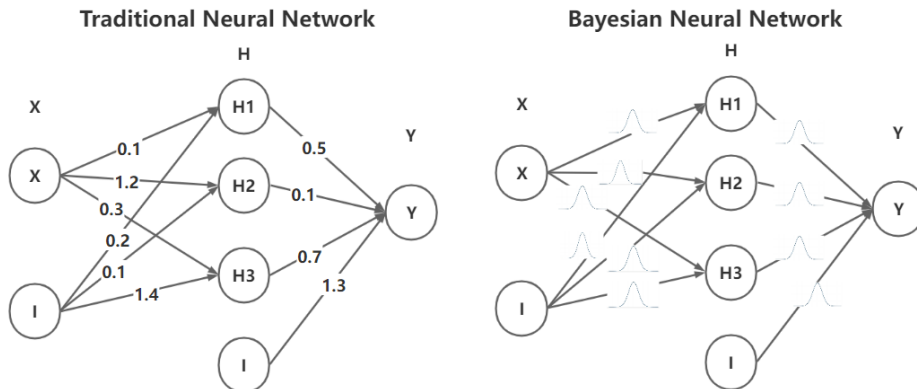 Traditional Neural Network
H
X
H1
0.1
Y
X
0.5
1.2
H2
0.1
0.3
Y
0.2
0.1
0.7
H3
1.4
1.3
I
I
Bayesian Neural Network
H
X
H1
Y
X
H2
Y
H3
I
I